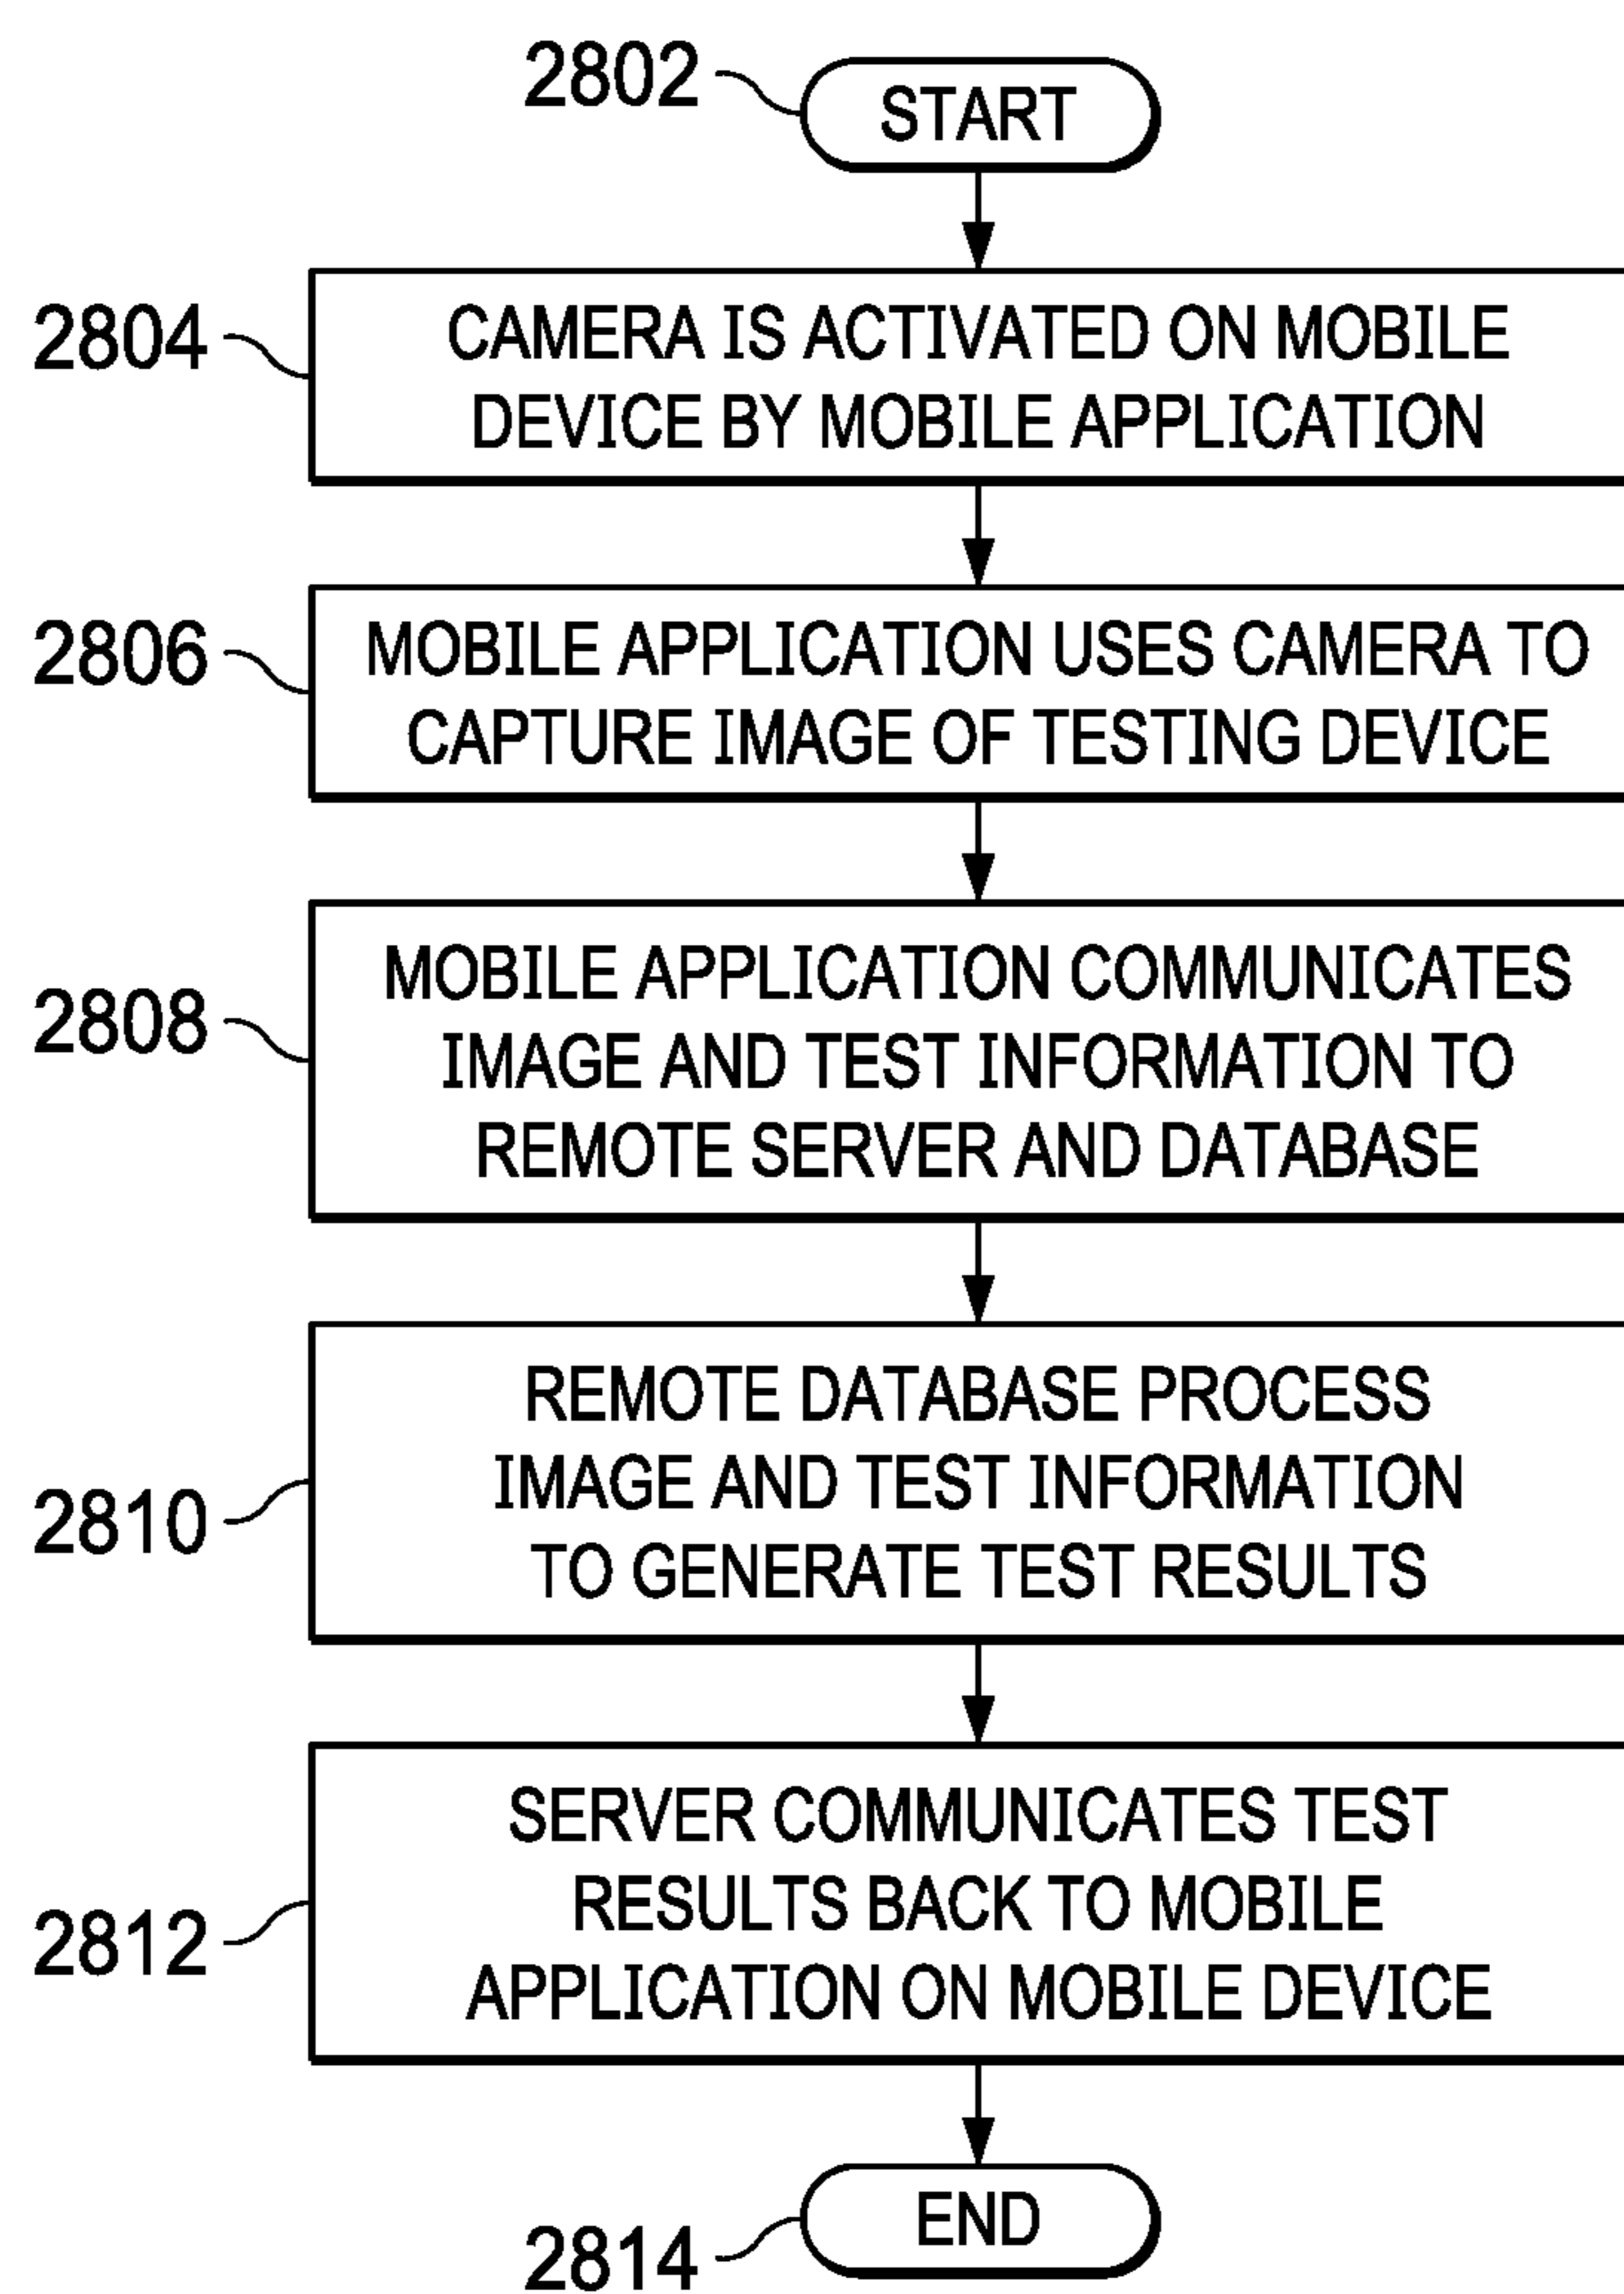 2802
START
2804
CAMERA IS ACTIVATED ON MOBILE
DEVICE BY MOBILE APPLICATION
2806
MOBILE APPLICATION USES CAMERA TO
CAPTURE IMAGE OF TESTING DEVICE
2808
MOBILE APPLICATION COMMUNICATES
IMAGE AND TEST INFORMATION TO
REMOTE SERVER AND DATABASE
2810
REMOTE DATABASE PROCESS
IMAGE AND TEST INFORMATION
TO GENERATE TEST RESULTS
2812
SERVER COMMUNICATES TEST
RESULTS BACK TO MOBILE
APPLICATION ON MOBILE DEVICE
2814
END